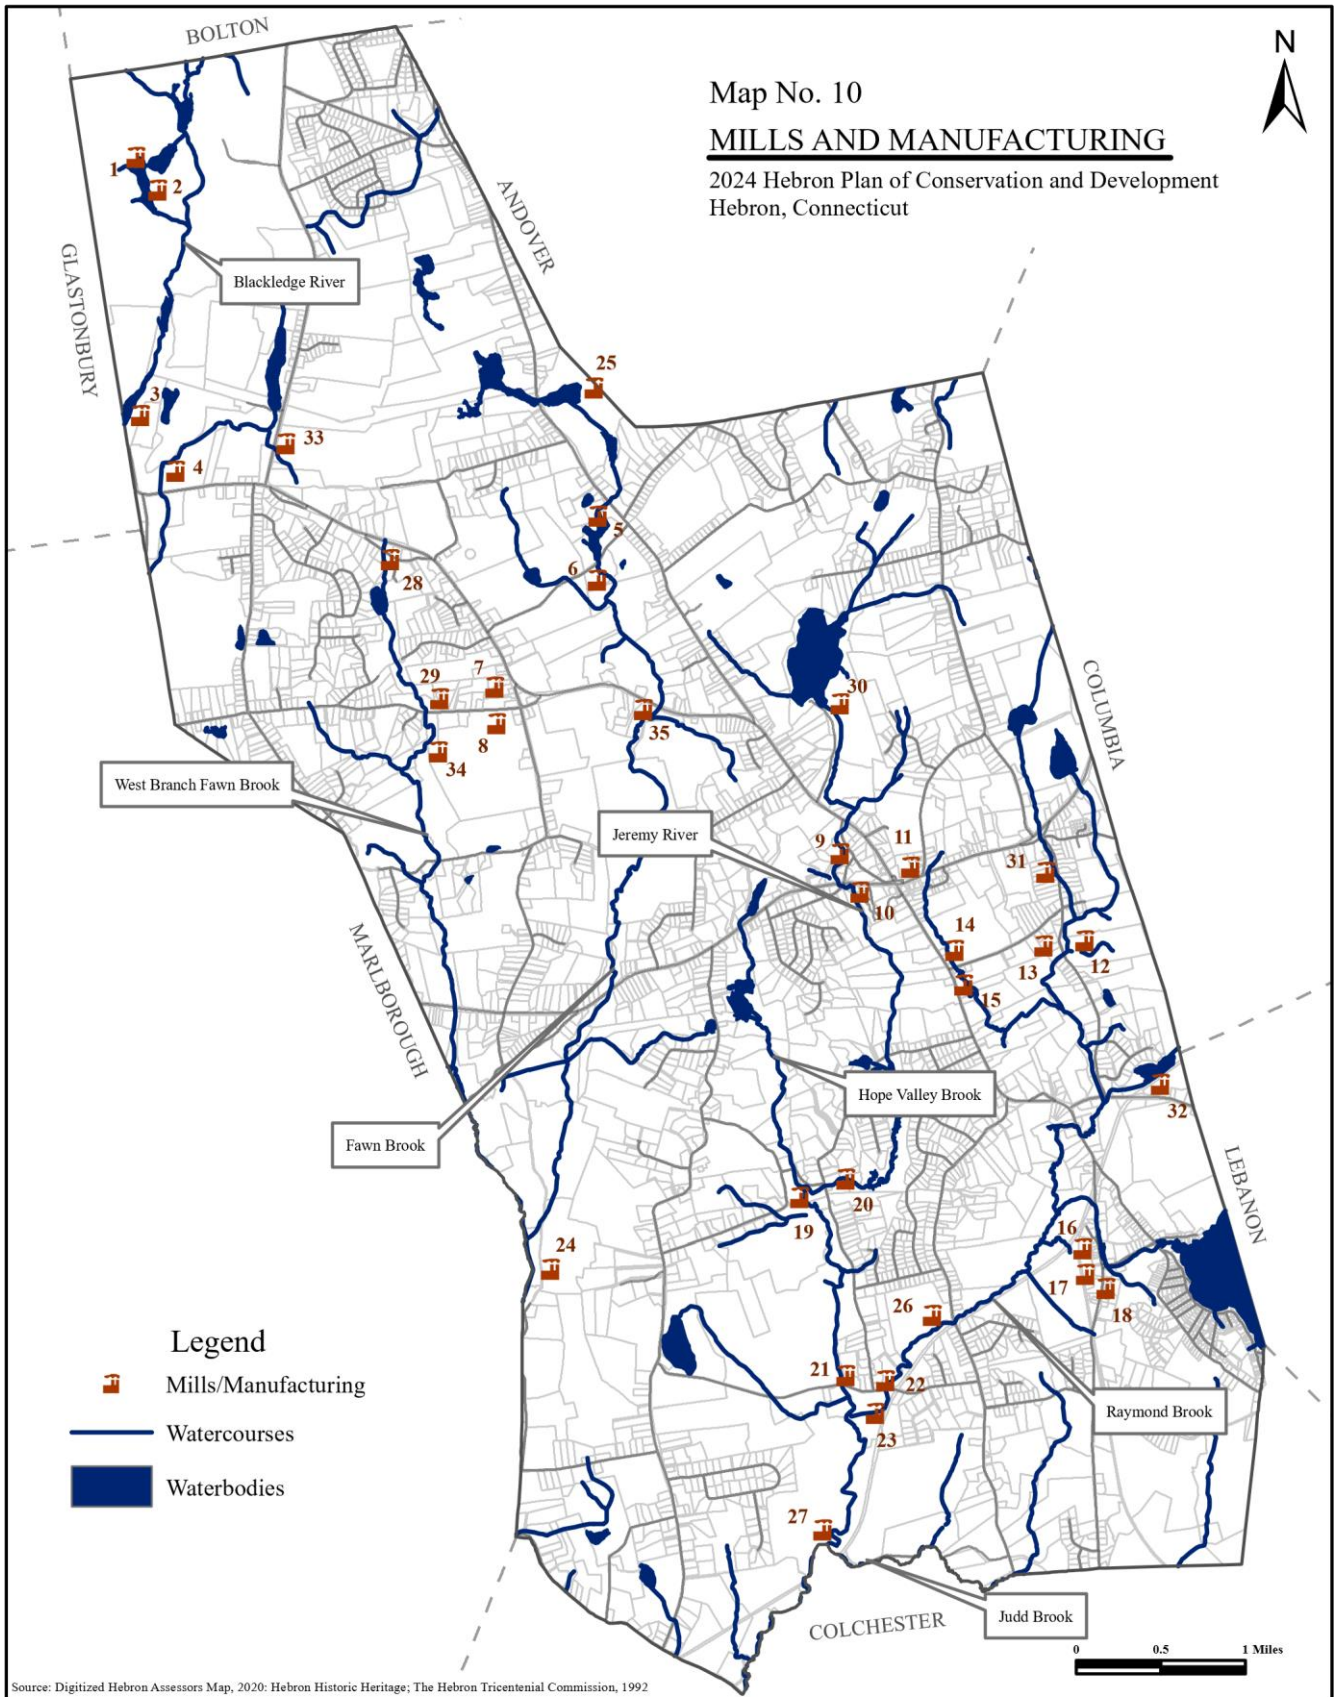 BOLTON
N
Map No. 10
MILLS AND MANUFACTURING
2024 Hebron Plan of Conservation and Development
Hebron, Connecticut
1
2
ANDOVER
GLASTONBURY
Blackledge River
25
3
33
4
5
6
28
COLUMBIA
7
29
30
8
35
34
West Branch Fawn Brook
Jeremy River
9
11
31
10
14
12
13
15
MARLBOROUGH
Hope Valley Brook
32
Fawn Brook
LEBANON
20
19
16
24
17
18
26
Legend
Mills/Manufacturing
21
22
Raymond Brook
Watercourses
23
Waterbodies
27
Judd Brook
COLCHESTER
0 0.5 1 Miles
Source: Digitized Hebron Assessors Map, 2020: Hebron Historic Heritage; The Hebron Tricentenial Commission, 1992